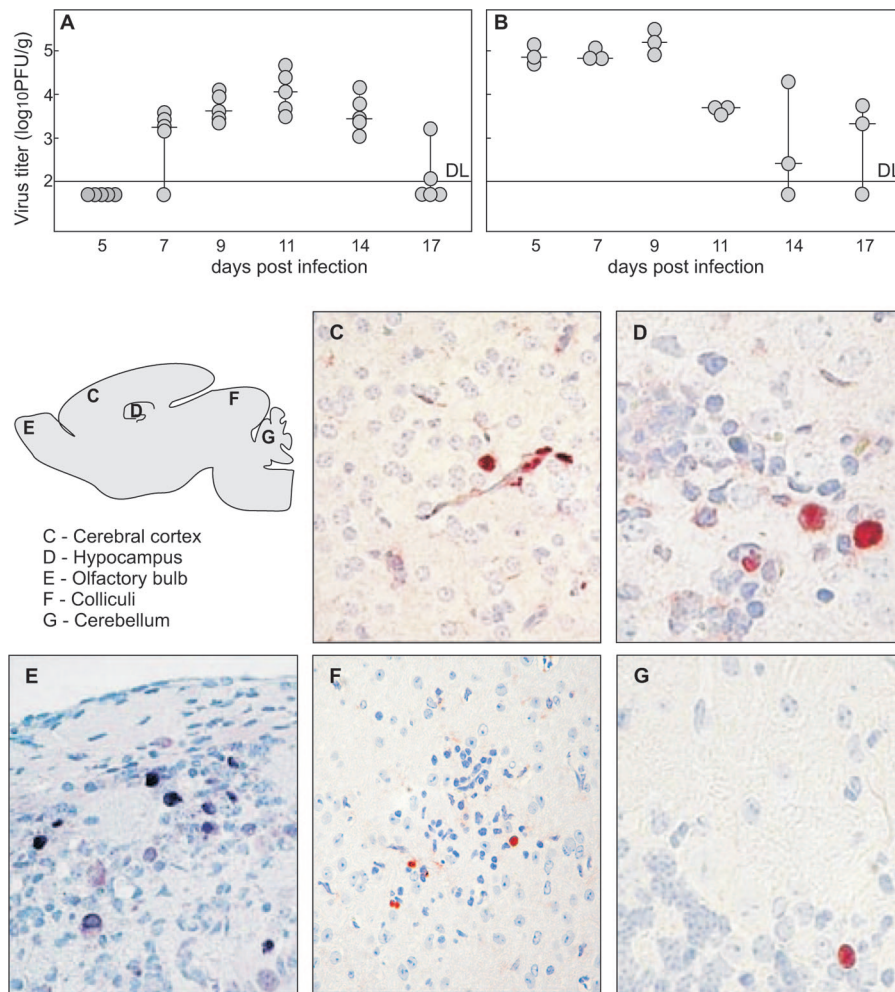 A
B
Virus titer (log10PFU/g)
5
4
3
2
DL
DL
5 7 9 11 14 17
5 7 9 11 14 17
days post infection
days post infection
C
D
E
F
G
C - Cerebral cortex
D - Hypocampus
E - Olfactory bulb
F - Colliculi
G - Cerebellum
C
D
E
F
G